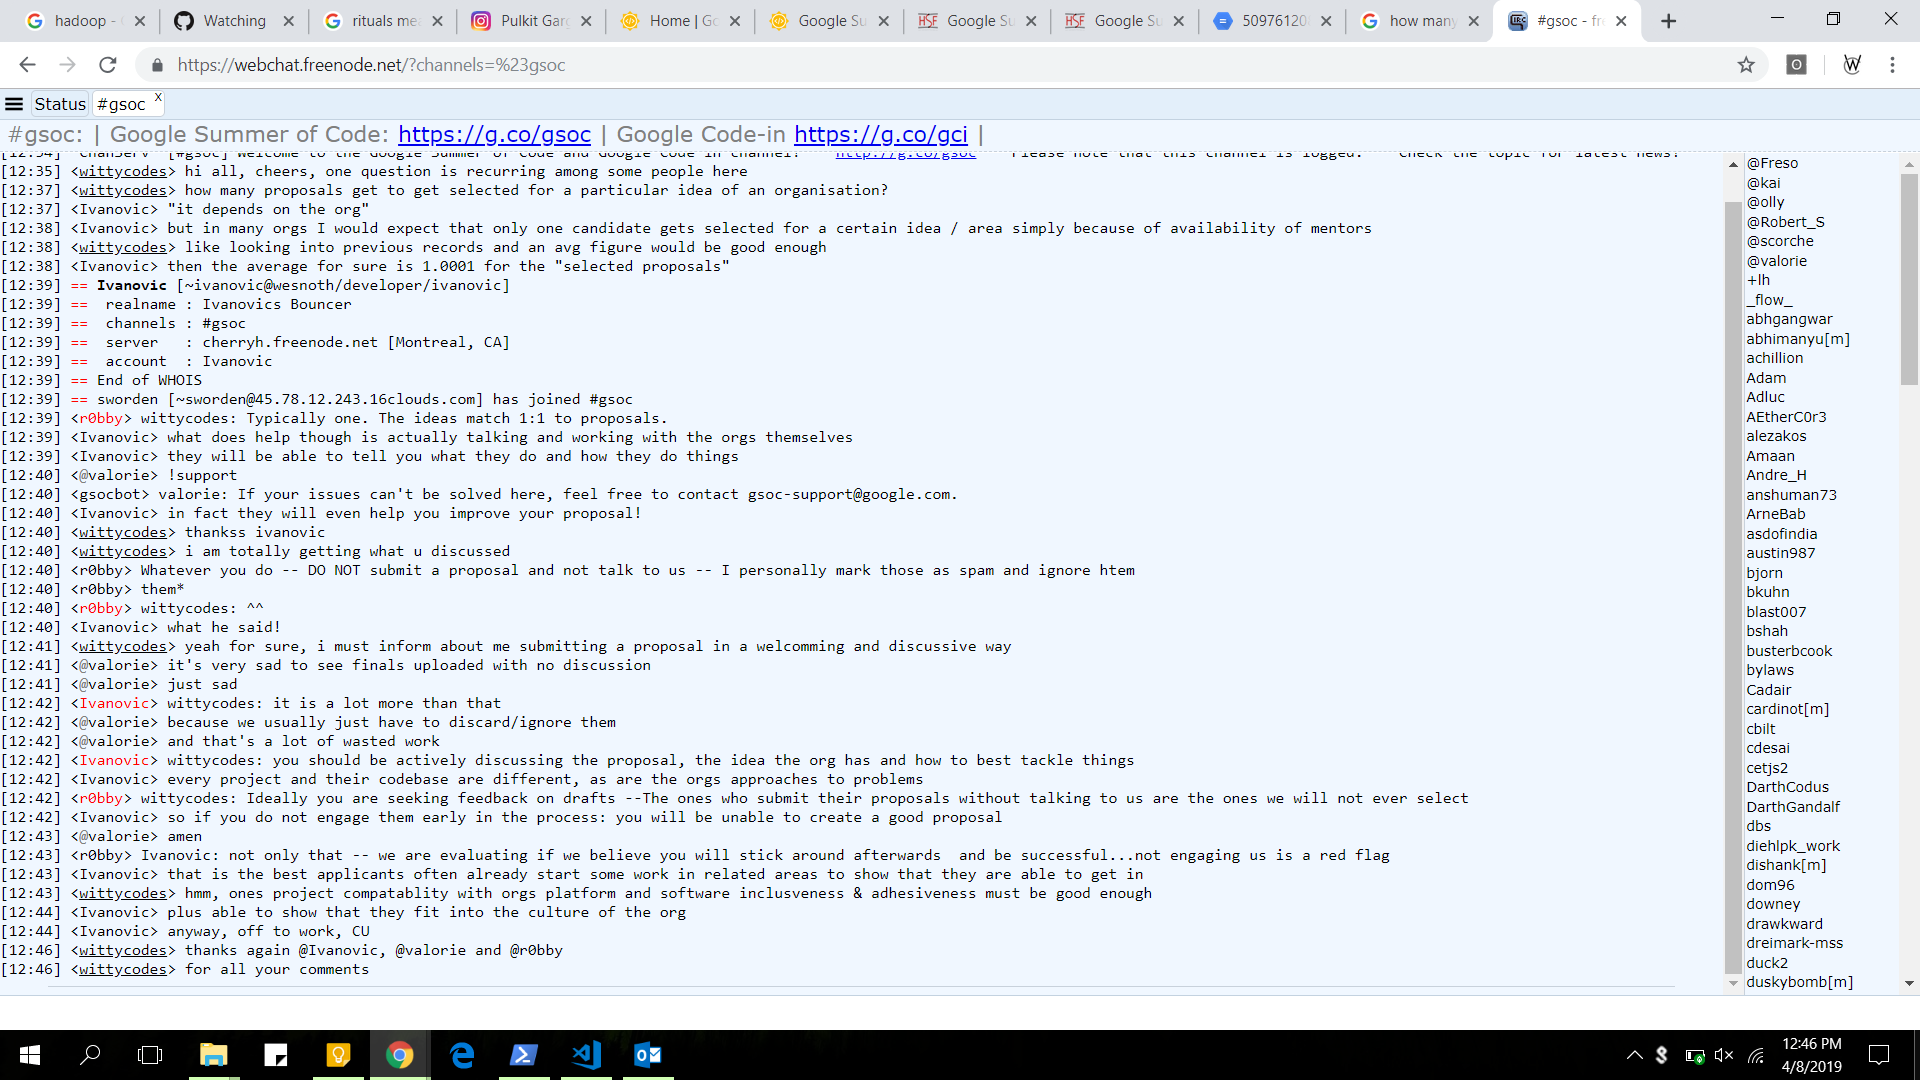 hadoop - G
Watching
rituals me
Pulkit Garg
Home | Go
Google Su
Google Su
Google Su
50976120
how many
#gsoc - fre
https://webchat.freenode.net/?channels=%23gsoc
Status
#gsoc x
#gsoc: | Google Summer of Code: https://g.co/gsoc | Google Code-in https://g.co/gci |
[12:34] -ChanServ- [#gsoc] Welcome to the Google Summer of Code and Google Code in channel! http://g.co/gsoc Please note that this channel is logged. Check the topic for latest news!
[12:35] <wittycodes> hi all, cheers, one question is recurring among some people here
[12:37] <wittycodes> how many proposals get to get selected for a particular idea of an organisation?
[12:37] <Ivanovic> "it depends on the org"
[12:38] <Ivanovic> but in many orgs I would expect that only one candidate gets selected for a certain idea / area simply because of availability of mentors
[12:38] <wittycodes> like looking into previous records and an avg figure would be good enough
[12:38] <Ivanovic> then the average for sure is 1.0001 for the "selected proposals"
[12:39] == Ivanovic [~ivanovic@wesnoth/developer/ivanovic]
[12:39] == realname : Ivanovics Bouncer
[12:39] == channels : #gsoc
[12:39] == server : cherryh.freenode.net [Montreal, CA]
[12:39] == account : Ivanovic
[12:39] == End of WHOIS
[12:39] == sworden [~sworden@45.78.12.243.16clouds.com] has joined #gsoc
[12:39] <r0bby> wittycodes: Typically one. The ideas match 1:1 to proposals.
[12:39] <Ivanovic> what does help though is actually talking and working with the orgs themselves
[12:39] <Ivanovic> they will be able to tell you what they do and how they do things
[12:40] <@valorie> !support
[12:40] <gsocbot> valorie: If your issues can't be solved here, feel free to contact gsoc-support@google.com.
[12:40] <Ivanovic> in fact they will even help you improve your proposal!
[12:40] <wittycodes> thankss ivanovic
[12:40] <wittycodes> i am totally getting what u discussed
[12:40] <r0bby> Whatever you do -- DO NOT submit a proposal and not talk to us -- I personally mark those as spam and ignore htem
[12:40] <r0bby> them*
[12:40] <r0bby> wittycodes: ^^
[12:40] <Ivanovic> what he said!
[12:41] <wittycodes> yeah for sure, i must inform about me submitting a proposal in a welcomming and discussive way
[12:41] <@valorie> it's very sad to see finals uploaded with no discussion
[12:41] <@valorie> just sad
[12:42] <Ivanovic> wittycodes: it is a lot more than that
[12:42] <@valorie> because we usually just have to discard/ignore them
[12:42] <@valorie> and that's a lot of wasted work
[12:42] <Ivanovic> wittycodes: you should be actively discussing the proposal, the idea the org has and how to best tackle things
[12:42] <Ivanovic> every project and their codebase are different, as are the orgs approaches to problems
[12:42] <r0bby> wittycodes: Ideally you are seeking feedback on drafts --The ones who submit their proposals without talking to us are the ones we will not ever select
[12:42] <Ivanovic> so if you do not engage them early in the process: you will be unable to create a good proposal
[12:43] <@valorie> amen
[12:43] <r0bby> Ivanovic: not only that -- we are evaluating if we believe you will stick around afterwards and be successful...not engaging us is a red flag
[12:43] <Ivanovic> that is the best applicants often already start some work in related areas to show that they are able to get in
[12:43] <wittycodes> hmm, ones project compatablity with orgs platform and software inclusveness & adhesiveness must be good enough
[12:44] <Ivanovic> plus able to show that they fit into the culture of the org
[12:44] <Ivanovic> anyway, off to work, CU
[12:46] <wittycodes> thanks again @Ivanovic, @valorie and @r0bby
[12:46] <wittycodes> for all your comments
@Freso
@kai
@olly
@Robert_S
@scorche
@valorie
+lh
_flow_
abhgangwar
abhimanyu[m]
achillion
Adam
Adluc
AEtherC0r3
alezakos
Amaan
Andre_H
anshuman73
ArneBab
asdofindia
austin987
bjorn
bkuhn
blast007
bshah
busterbcook
bylaws
Cadair
cardinot[m]
cbilt
cdesai
cetjs2
DarthCodus
DarthGandalf
dbs
diehlpk_work
dishank[m]
dom96
downey
drawkward
dreimark-mss
duck2
duskybomb[m]
12:46 PM
4/8/2019